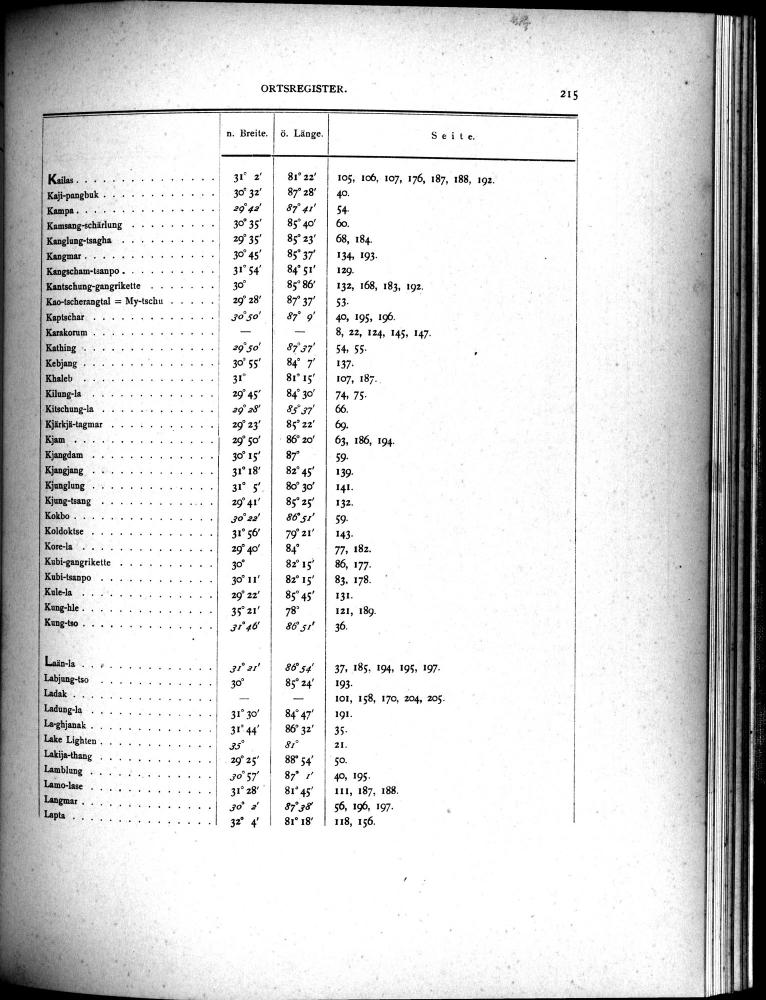 ORTSREGISTER.
215
n. Breite. ö. Länge. Seite.
Kailas . . . 31° 2′ 81° 22′ 105, 106, 107, 176, 187, 188, 192.
Kaji-pangbuk . . . 30° 32′ 87° 28′ 40.
Kampa . . . 29° 42′ 87° 41′ 54.
Kamsang-schärlung . . . 30° 35′ 85° 40′ 60.
Kanglung-tsagha . . . 29° 35′ 85° 23′ 68, 184.
Kangmar . . . 30° 45′ 85° 37′ 134, 193.
Kangscham-tsanpo . . . 31° 54′ 84° 51′ 129.
Kantschung-gangrikette . . . 30° 85° 86′ 132, 168, 183, 192.
Kao-tscherangtal = My-tschu . . . 29° 28′ 87° 37′ 53.
Kaptschar . . . 30° 50′ 87° 9′ 40, 195, 196.
Karakorum . . . — — 8, 22, 124, 145, 147.
Kathing . . . 29° 50′ 87° 37′ 54, 55.
Kebjang . . . 30° 55′ 84° 7′ 137.
Khaleb . . . 31° 81° 15′ 107, 187.
Kilung-la . . . 29° 45′ 84° 30′ 74, 75.
Kitschung-la . . . 29° 28′ 85° 37′ 66.
Kjärkjä-tagmar . . . 29° 23′ 85° 22′ 69.
Kjam . . . 29° 50′ 86° 20′ 63, 186, 194.
Kjangdam . . . 30° 15′ 87° 59.
Kjangjang . . . 31° 18′ 82° 45′ 139.
Kjunglung . . . 31° 5′ 80° 30′ 141.
Kjung-tsang . . . 29° 41′ 85° 25′ 132.
Kokbo . . . 30° 22′ 86° 51′ 59.
Koldoktse . . . 31° 56′ 79° 21′ 143.
Kore-la . . . 29° 40′ 84° 77, 182.
Kubi-gangrikette . . . 30° 82° 15′ 86, 177.
Kubi-tsanpo . . . 30° 11′ 82° 15′ 83, 178.
Kule-la . . . 29° 22′ 85° 45′ 131.
Kung-hle . . . 35° 21′ 78° 121, 189.
Kung-tso . . . 31° 46′ 86° 51′ 36.
Laän-la . . . 31° 21′ 86° 54′ 37, 185, 194, 195, 197.
Labjung-tso . . . 30° 85° 24′ 193.
Ladak . . . — — 101, 158, 170, 204, 205.
Ladung-la . . . 31° 30′ 84° 47′ 191.
La-ghjanak . . . 31° 44′ 86° 32′ 35.
Lake Lighten . . . 35° 81° 21.
Lakija-thang . . . 29° 25′ 88° 54′ 50.
Lamblung . . . 30° 57′ 87° 1′ 40, 195.
Lamo-lase . . . 31° 28′ 81° 45′ 111, 187, 188.
Langmar . . . 30° 2′ 87° 38′ 56, 196, 197.
Lapta . . . 32° 4′ 81° 18′ 118, 156.